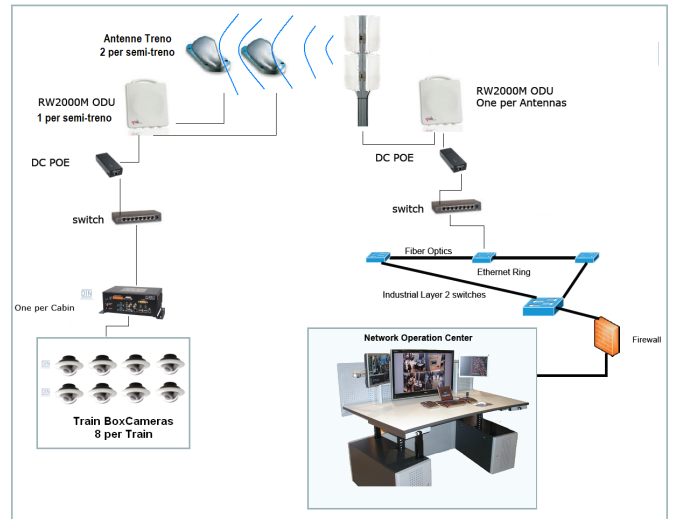 Antenne Treno
2 per semi-treno
RW2000M ODU
1 per semi-treno
RW2000M ODU
One per Antennas
DC POE
DC POE
switch
switch
Fiber Optics
Ethernet Ring
Industrial Layer 2 switches
One per Cabin
Firewall
Network Operation Center
Train BoxCameras
8 per Train